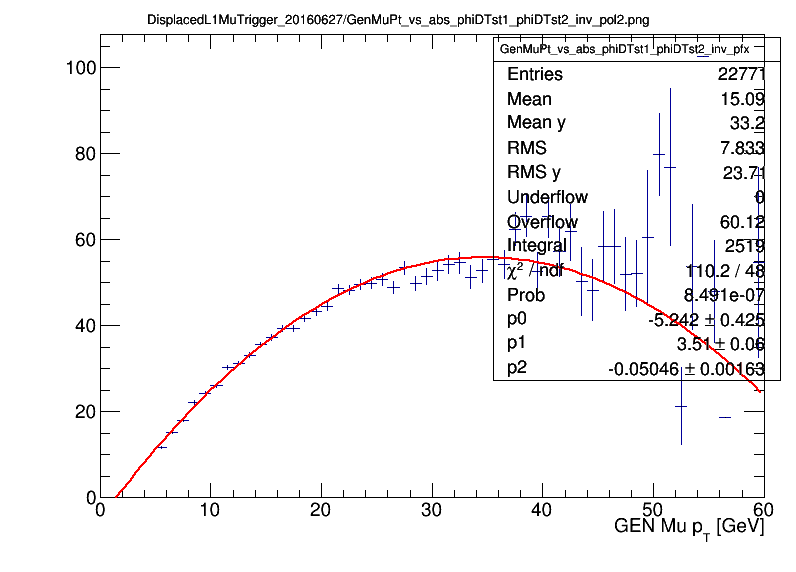 DisplacedL1MuTrigger_20160627/GenMuPt_vs_abs_phiDTst1_phiDTst2_inv_pol2.png
GenMuPt_vs_abs_phiDTst1_phiDTst2_inv_pfx
Entries 22771
Mean 15.09
Mean y 33.2
RMS 7.833
RMS y 23.71
Underflow 0
Overflow 60.12
Integral 2519
χ² / ndf 110.2 / 48
Prob 8.491e-07
p0 -5.242 ± 0.425
p1 3.51 ± 0.06
p2 -0.05046 ± 0.00163
100
80
60
40
20
0
0 10 20 30 40 50 60
GEN Mu p_T [GeV]